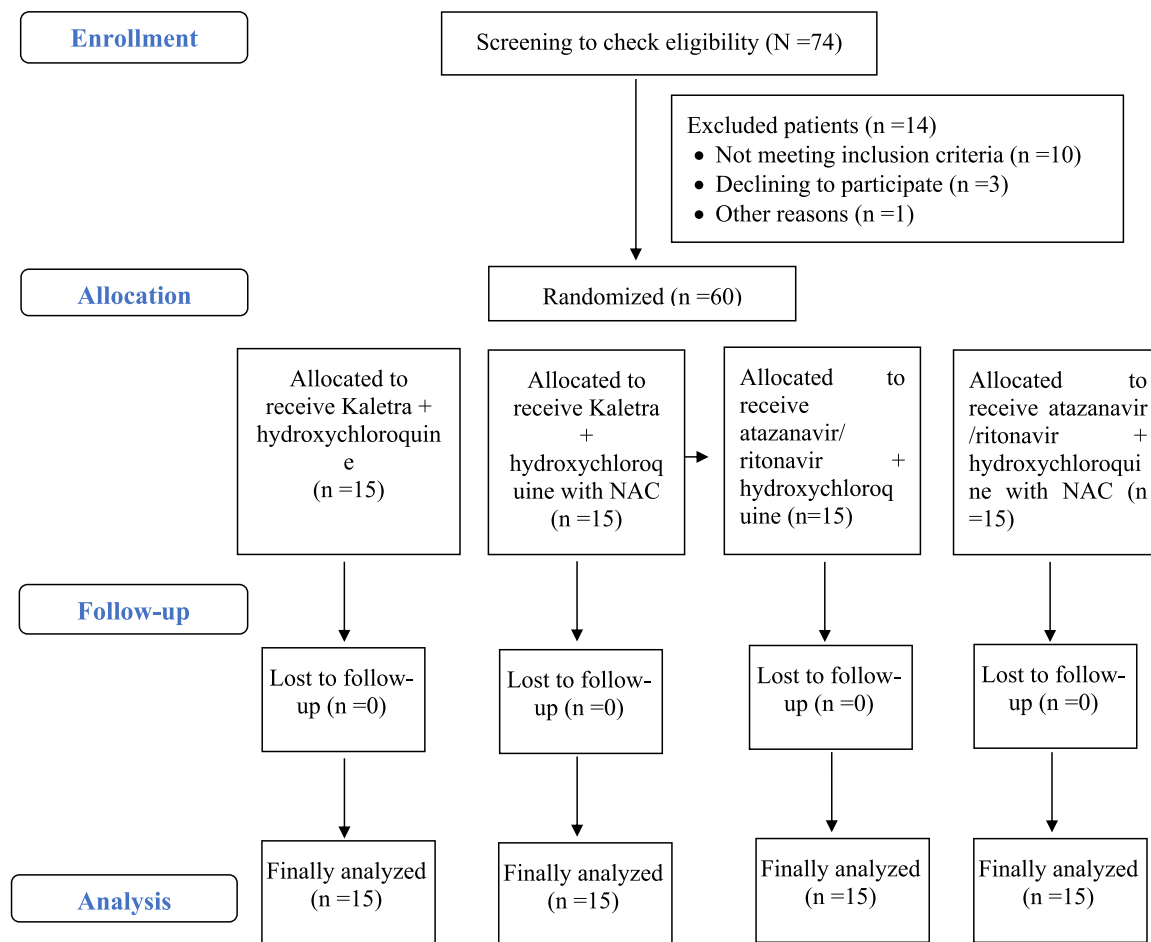 Enrollment
Screening to check eligibility (N =74)
Excluded patients (n =14)
• Not meeting inclusion criteria (n =10)
• Declining to participate (n =3)
• Other reasons (n =1)
Allocation
Randomized (n =60)
Allocated to
receive Kaletra +
hydroxychloroquin
e
(n =15)
Allocated to
receive Kaletra
+
hydroxychloroq
uine with NAC
(n =15)
Allocated to
receive
atazanavir/
ritonavir +
hydroxychloroq
uine (n=15)
Allocated to
receive atazanavir
/ritonavir +
hydroxychloroqui
ne with NAC (n
=15)
Follow-up
Lost to follow-
up (n =0)
Lost to follow-
up (n =0)
Lost to follow-
up (n =0)
Lost to follow-
up (n =0)
Analysis
Finally analyzed
(n =15)
Finally analyzed
(n =15)
Finally analyzed
(n =15)
Finally analyzed
(n =15)